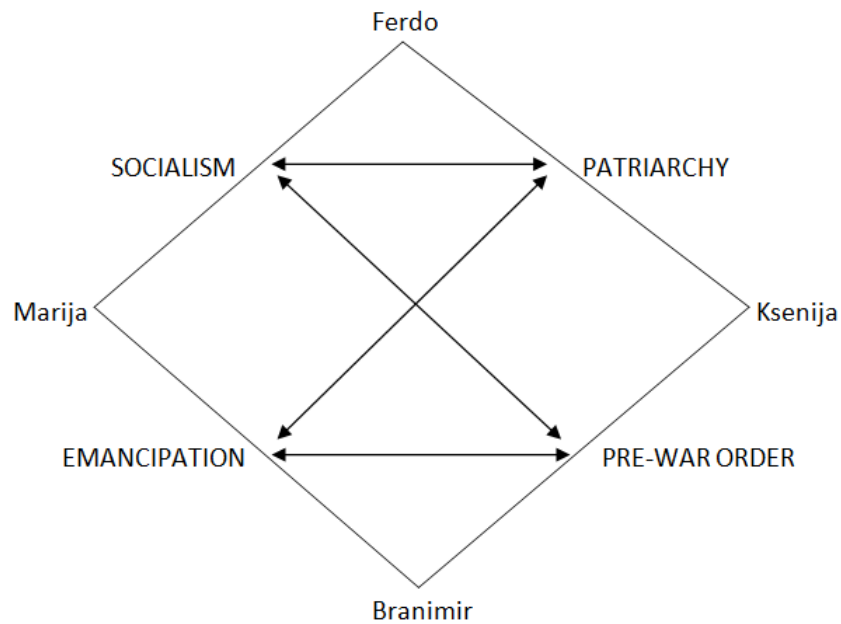 Ferdo
SOCIALISM
PATRIARCHY
Marija
Ksenija
EMANCIPATION
PRE-WAR ORDER
Branimir